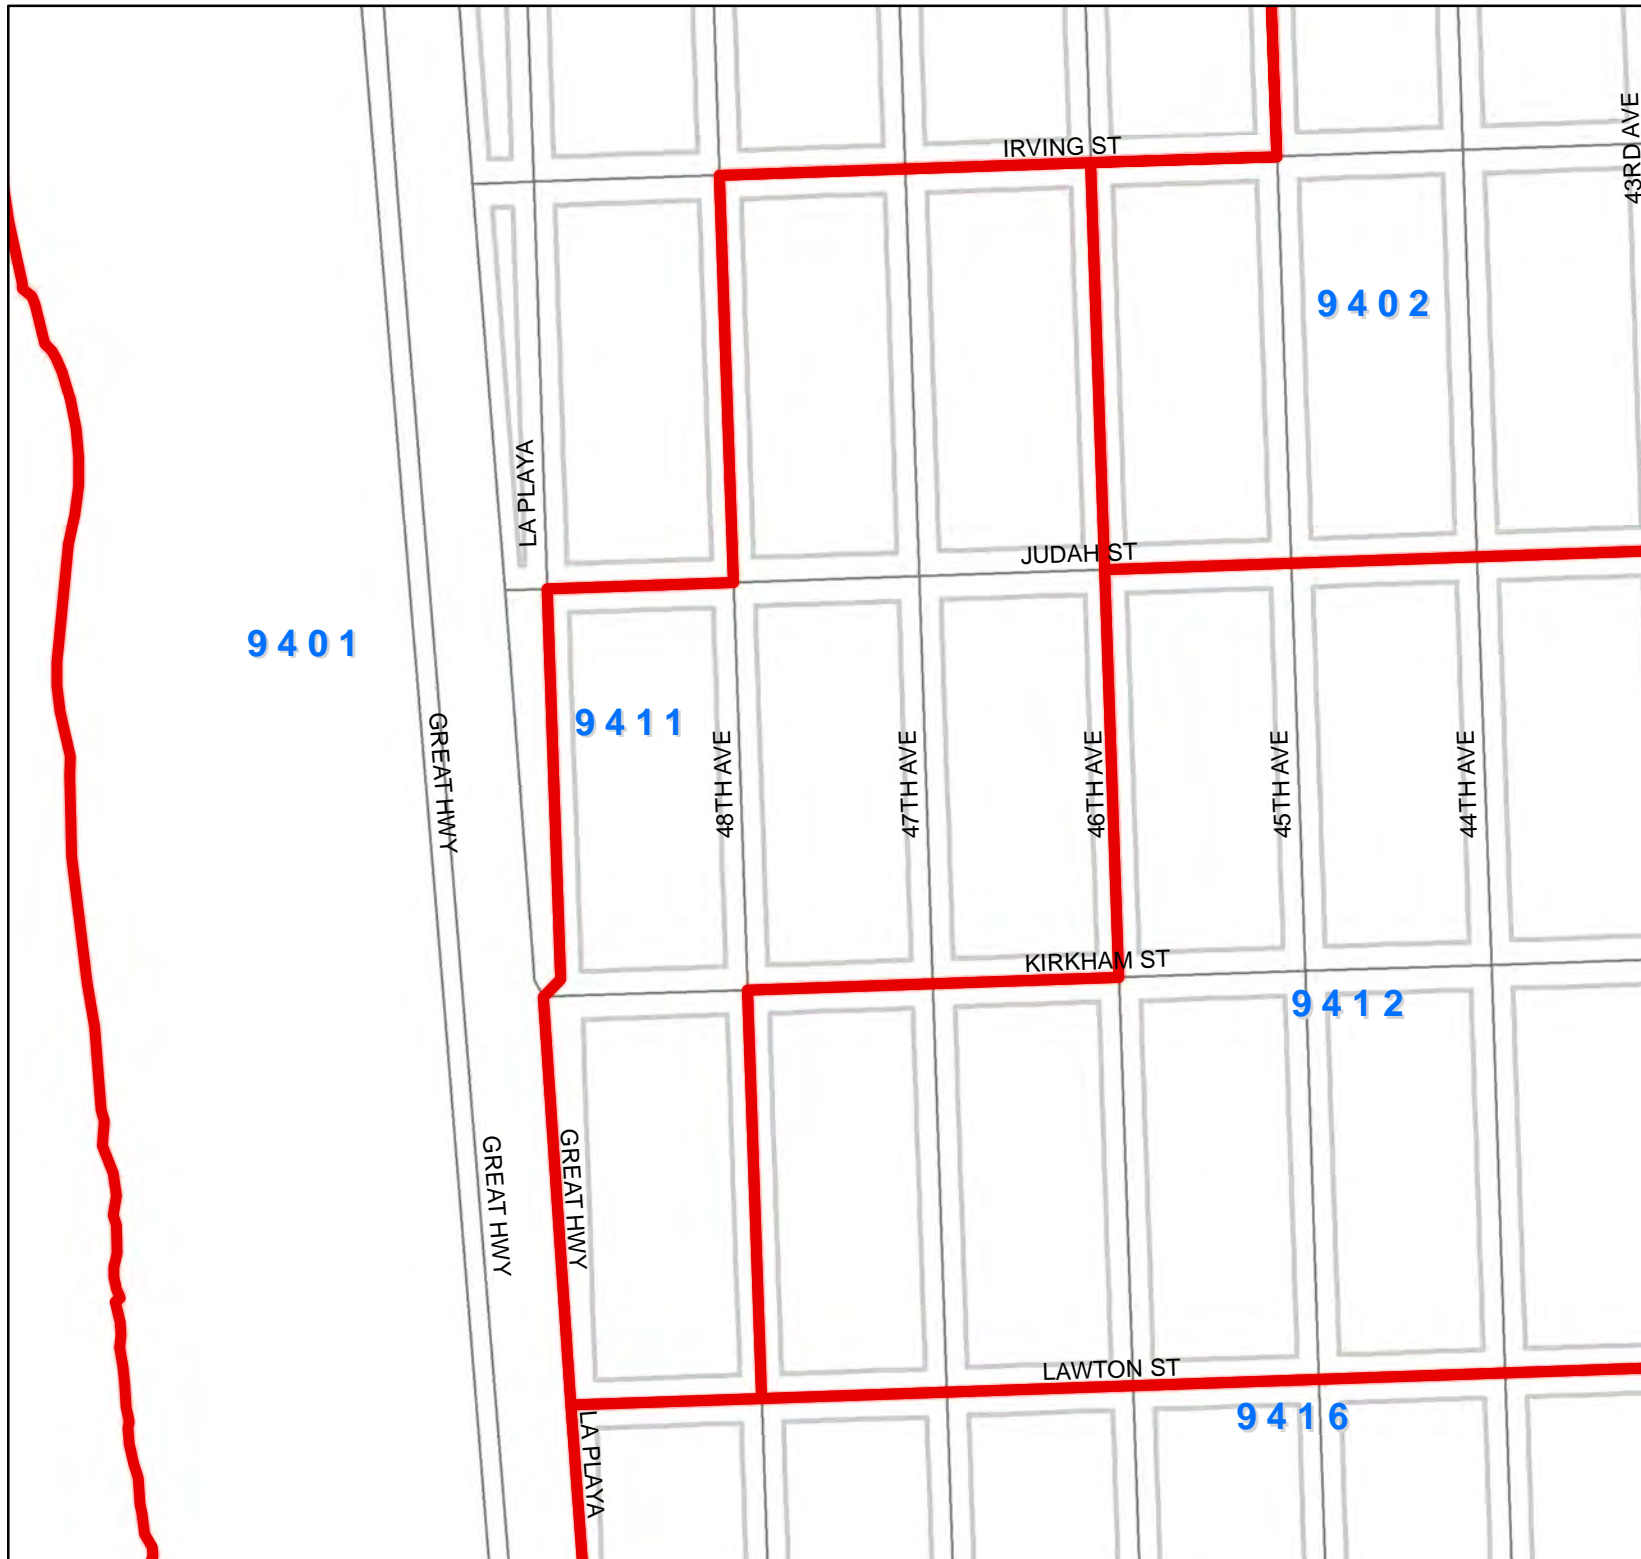 43RD AVE
IRVING ST
9402
LA PLAYA
JUDAH ST
9401
9411
GREAT HWY
48TH AVE
47TH AVE
46TH AVE
45TH AVE
44TH AVE
KIRKHAM ST
9412
GREAT HWY
GREAT HWY
LAWTON ST
9416
LA PLAYA